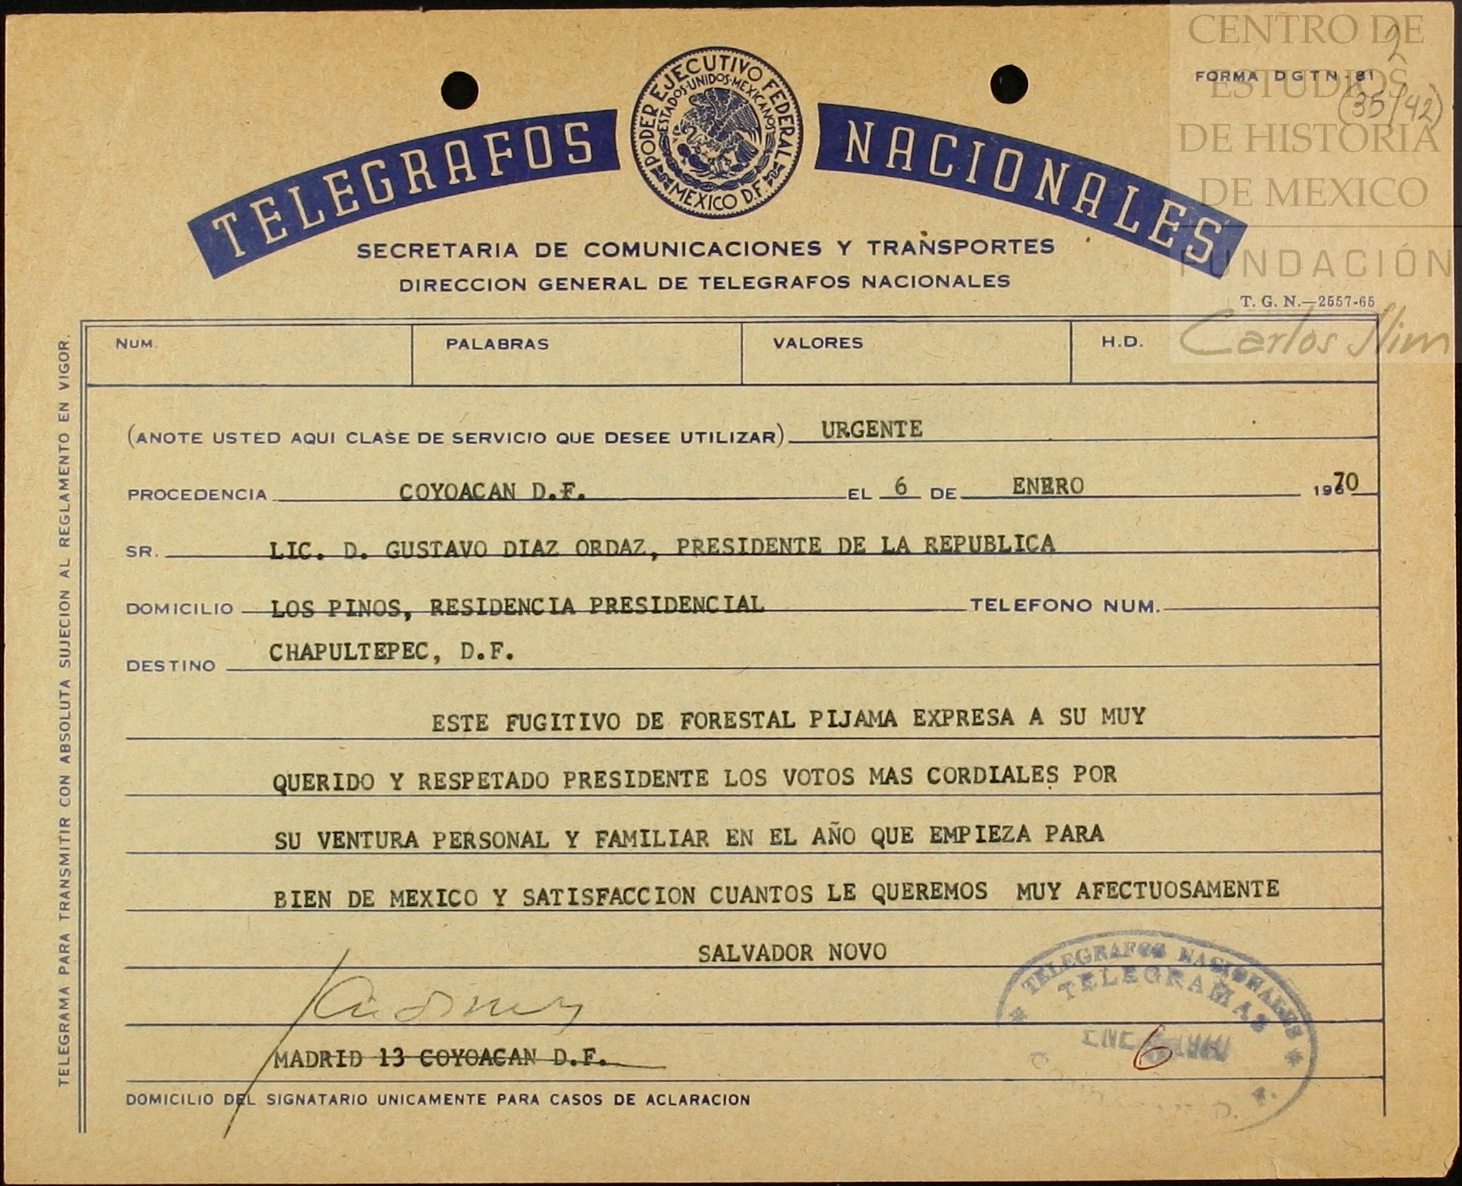 CENTRO DE
ESTUDIOS
DE HISTORIA
DE MEXICO
FUNDACIÓN
Carlos Slim
2
FORMA DGTN-81
(35/42)
TELEGRAFOS NACIONALES
PODER EJECUTIVO FEDERAL
ESTADOS·UNIDOS·MEXICANOS
MEXICO D.F.
SECRETARIA DE COMUNICACIONES Y TRANSPORTES
DIRECCION GENERAL DE TELEGRAFOS NACIONALES
T. G. N.—2557-65
NUM. PALABRAS VALORES H.D.
(ANOTE USTED AQUI CLASE DE SERVICIO QUE DESEE UTILIZAR) URGENTE
PROCEDENCIA COYOACAN D.F. EL 6 DE ENERO 19670
SR. LIC. D. GUSTAVO DIAZ ORDAZ, PRESIDENTE DE LA REPUBLICA
DOMICILIO LOS PINOS, RESIDENCIA PRESIDENCIAL TELEFONO NUM.
DESTINO CHAPULTEPEC, D.F.
ESTE FUGITIVO DE FORESTAL PIJAMA EXPRESA A SU MUY
QUERIDO Y RESPETADO PRESIDENTE LOS VOTOS MAS CORDIALES POR
SU VENTURA PERSONAL Y FAMILIAR EN EL AÑO QUE EMPIEZA PARA
BIEN DE MEXICO Y SATISFACCION CUANTOS LE QUEREMOS MUY AFECTUOSAMENTE
SALVADOR NOVO
MADRID 13 COYOACAN D.F.
DOMICILIO DEL SIGNATARIO UNICAMENTE PARA CASOS DE ACLARACION
TELEGRAFOS NACIONALES
TELEGRAMAS
ENE
6
TELEGRAMA PARA TRANSMITIR CON ABSOLUTA SUJECION AL REGLAMENTO EN VIGOR.